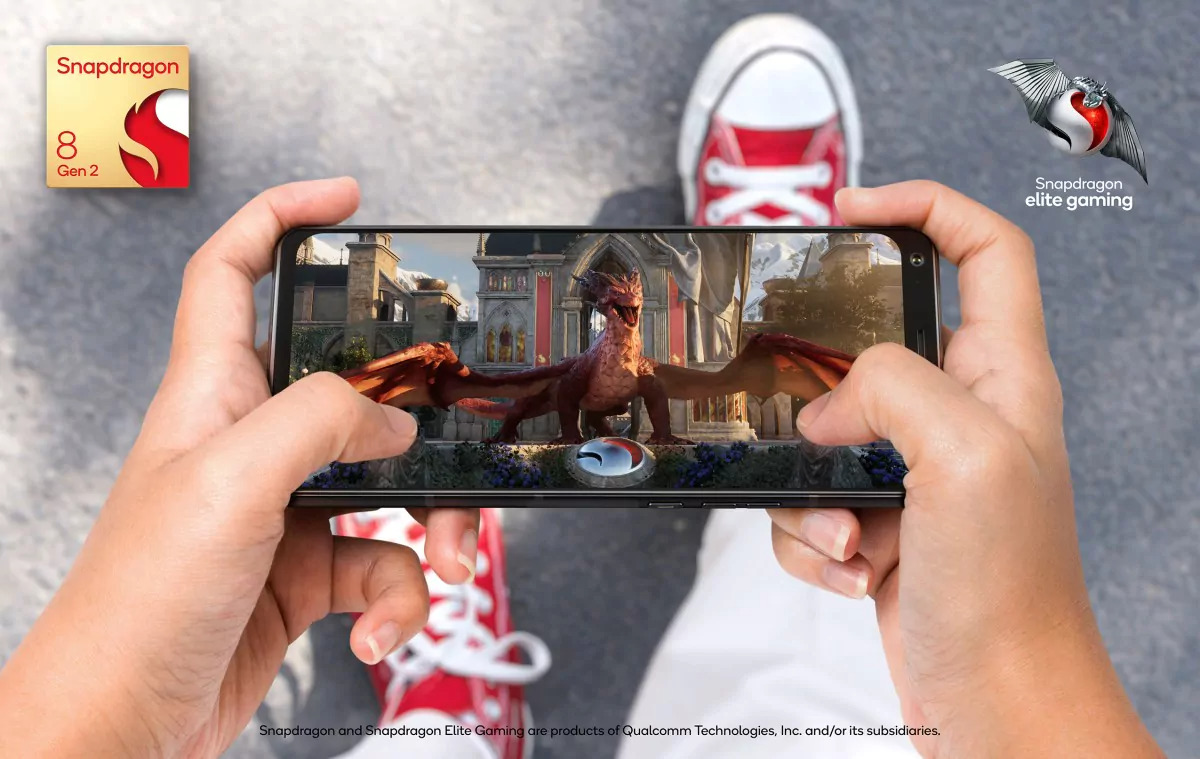 Snapdragon
8
Gen 2
Snapdragon
elite gaming
Snapdragon and Snapdragon Elite Gaming are products of Qualcomm Technologies, Inc. and/or its subsidiaries.